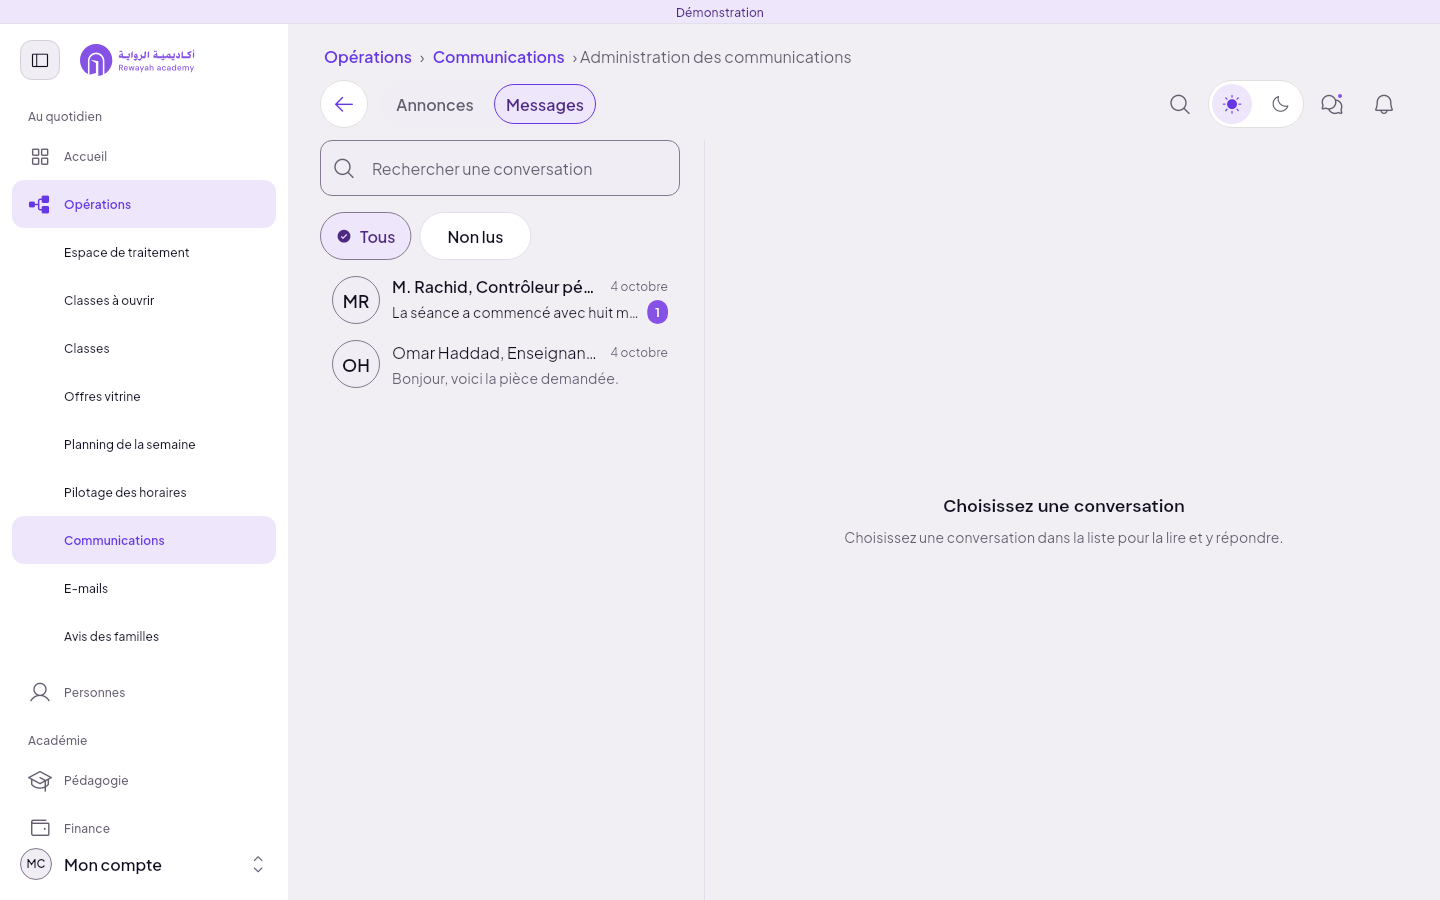 Démonstration
أكاديمية الرواية
Rewayah academy
Au quotidien
Accueil
Opérations
Espace de traitement
Classes à ouvrir
Classes
Offres vitrine
Planning de la semaine
Pilotage des horaires
Communications
E-mails
Avis des familles
Personnes
Académie
Pédagogie
Finance
MC Mon compte
Opérations › Communications › Administration des communications
Annonces Messages
Rechercher une conversation
Tous Non lus
MR M. Rachid, Contrôleur pé… 4 octobre
La séance a commencé avec huit m… 1
OH Omar Haddad, Enseignan… 4 octobre
Bonjour, voici la pièce demandée.
Choisissez une conversation
Choisissez une conversation dans la liste pour la lire et y répondre.